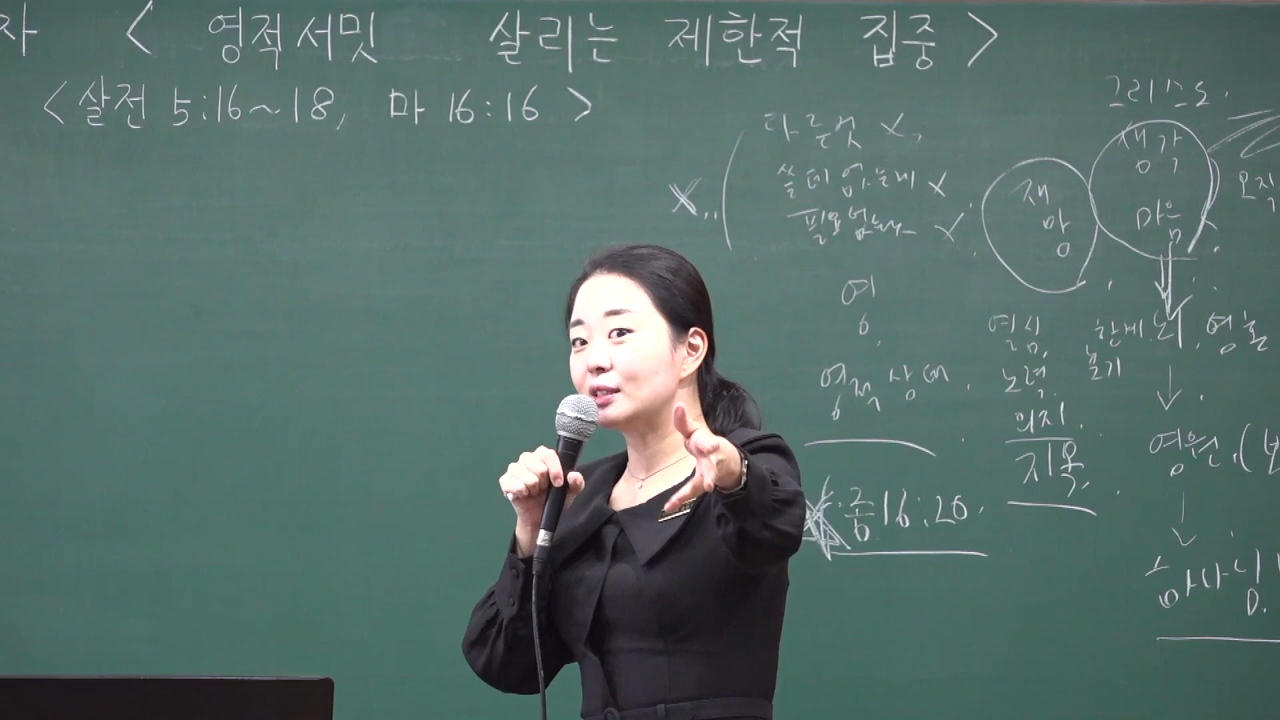 자 < 영적서밋 살리는 제한적 집중 >
<살전 5:16~18, 마 16:16 >
그리스도.
다른것 X,
쓸데없는데 X
X.. ( 필요없는 X
생각
마음
재앙
오직
여
영적 상태.
열심,
노력.
의지.
지옥,
한계,
뇌, 영혼
영원.(
롬16:20.
하나님